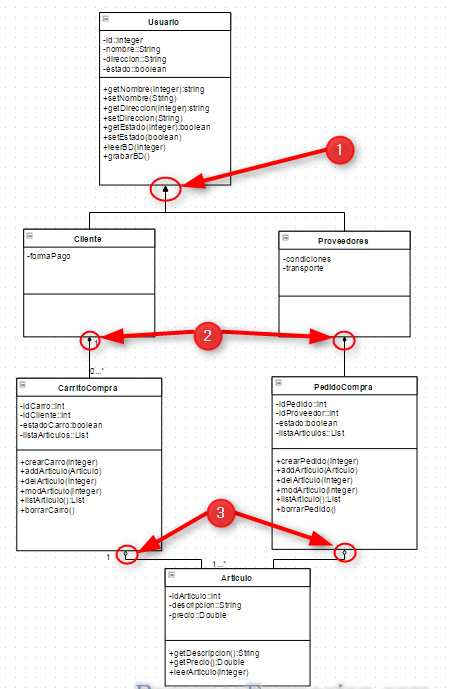 Usuario
-id::integer
-nombre::String
-direccion::String
-estado::boolean
+getNombre(integer):string
+setNombre(String)
+getDireccion(integer):string
+setDireccion(String)
+getEstado(integer):boolean
+setEstado(boolean)
+leerBD(integer)
+grabarBD()
1
Cliente
-formaPago
Proveedores
-condiciones
-transporte
2
1
0...*
CarritoCompra
-idCarro::int
-idCliente::int
-estadoCarro:boolean
-listaArticulos::List
+crearCarro(integer)
+addArticulo(Articulo)
+delArticulo(integer)
+modArticulo(integer)
+listArticulo():List
+borrarCarro()
PedidoCompra
-idPedido::int
-idProveedor::int
-estado:boolean
-listaArticulos::List
+crearPedido(integer)
+addArticulo(Articulo)
+delArticulo(integer)
+modArticulo(integer)
+listArticulo():List
+borrarPedido()
3
1
1...*
Articulo
-idArticulo::int
-descripcion::String
-precio::Double
+getDescripcion():String
+getPrecio():Double
+leerArticulo(integer)